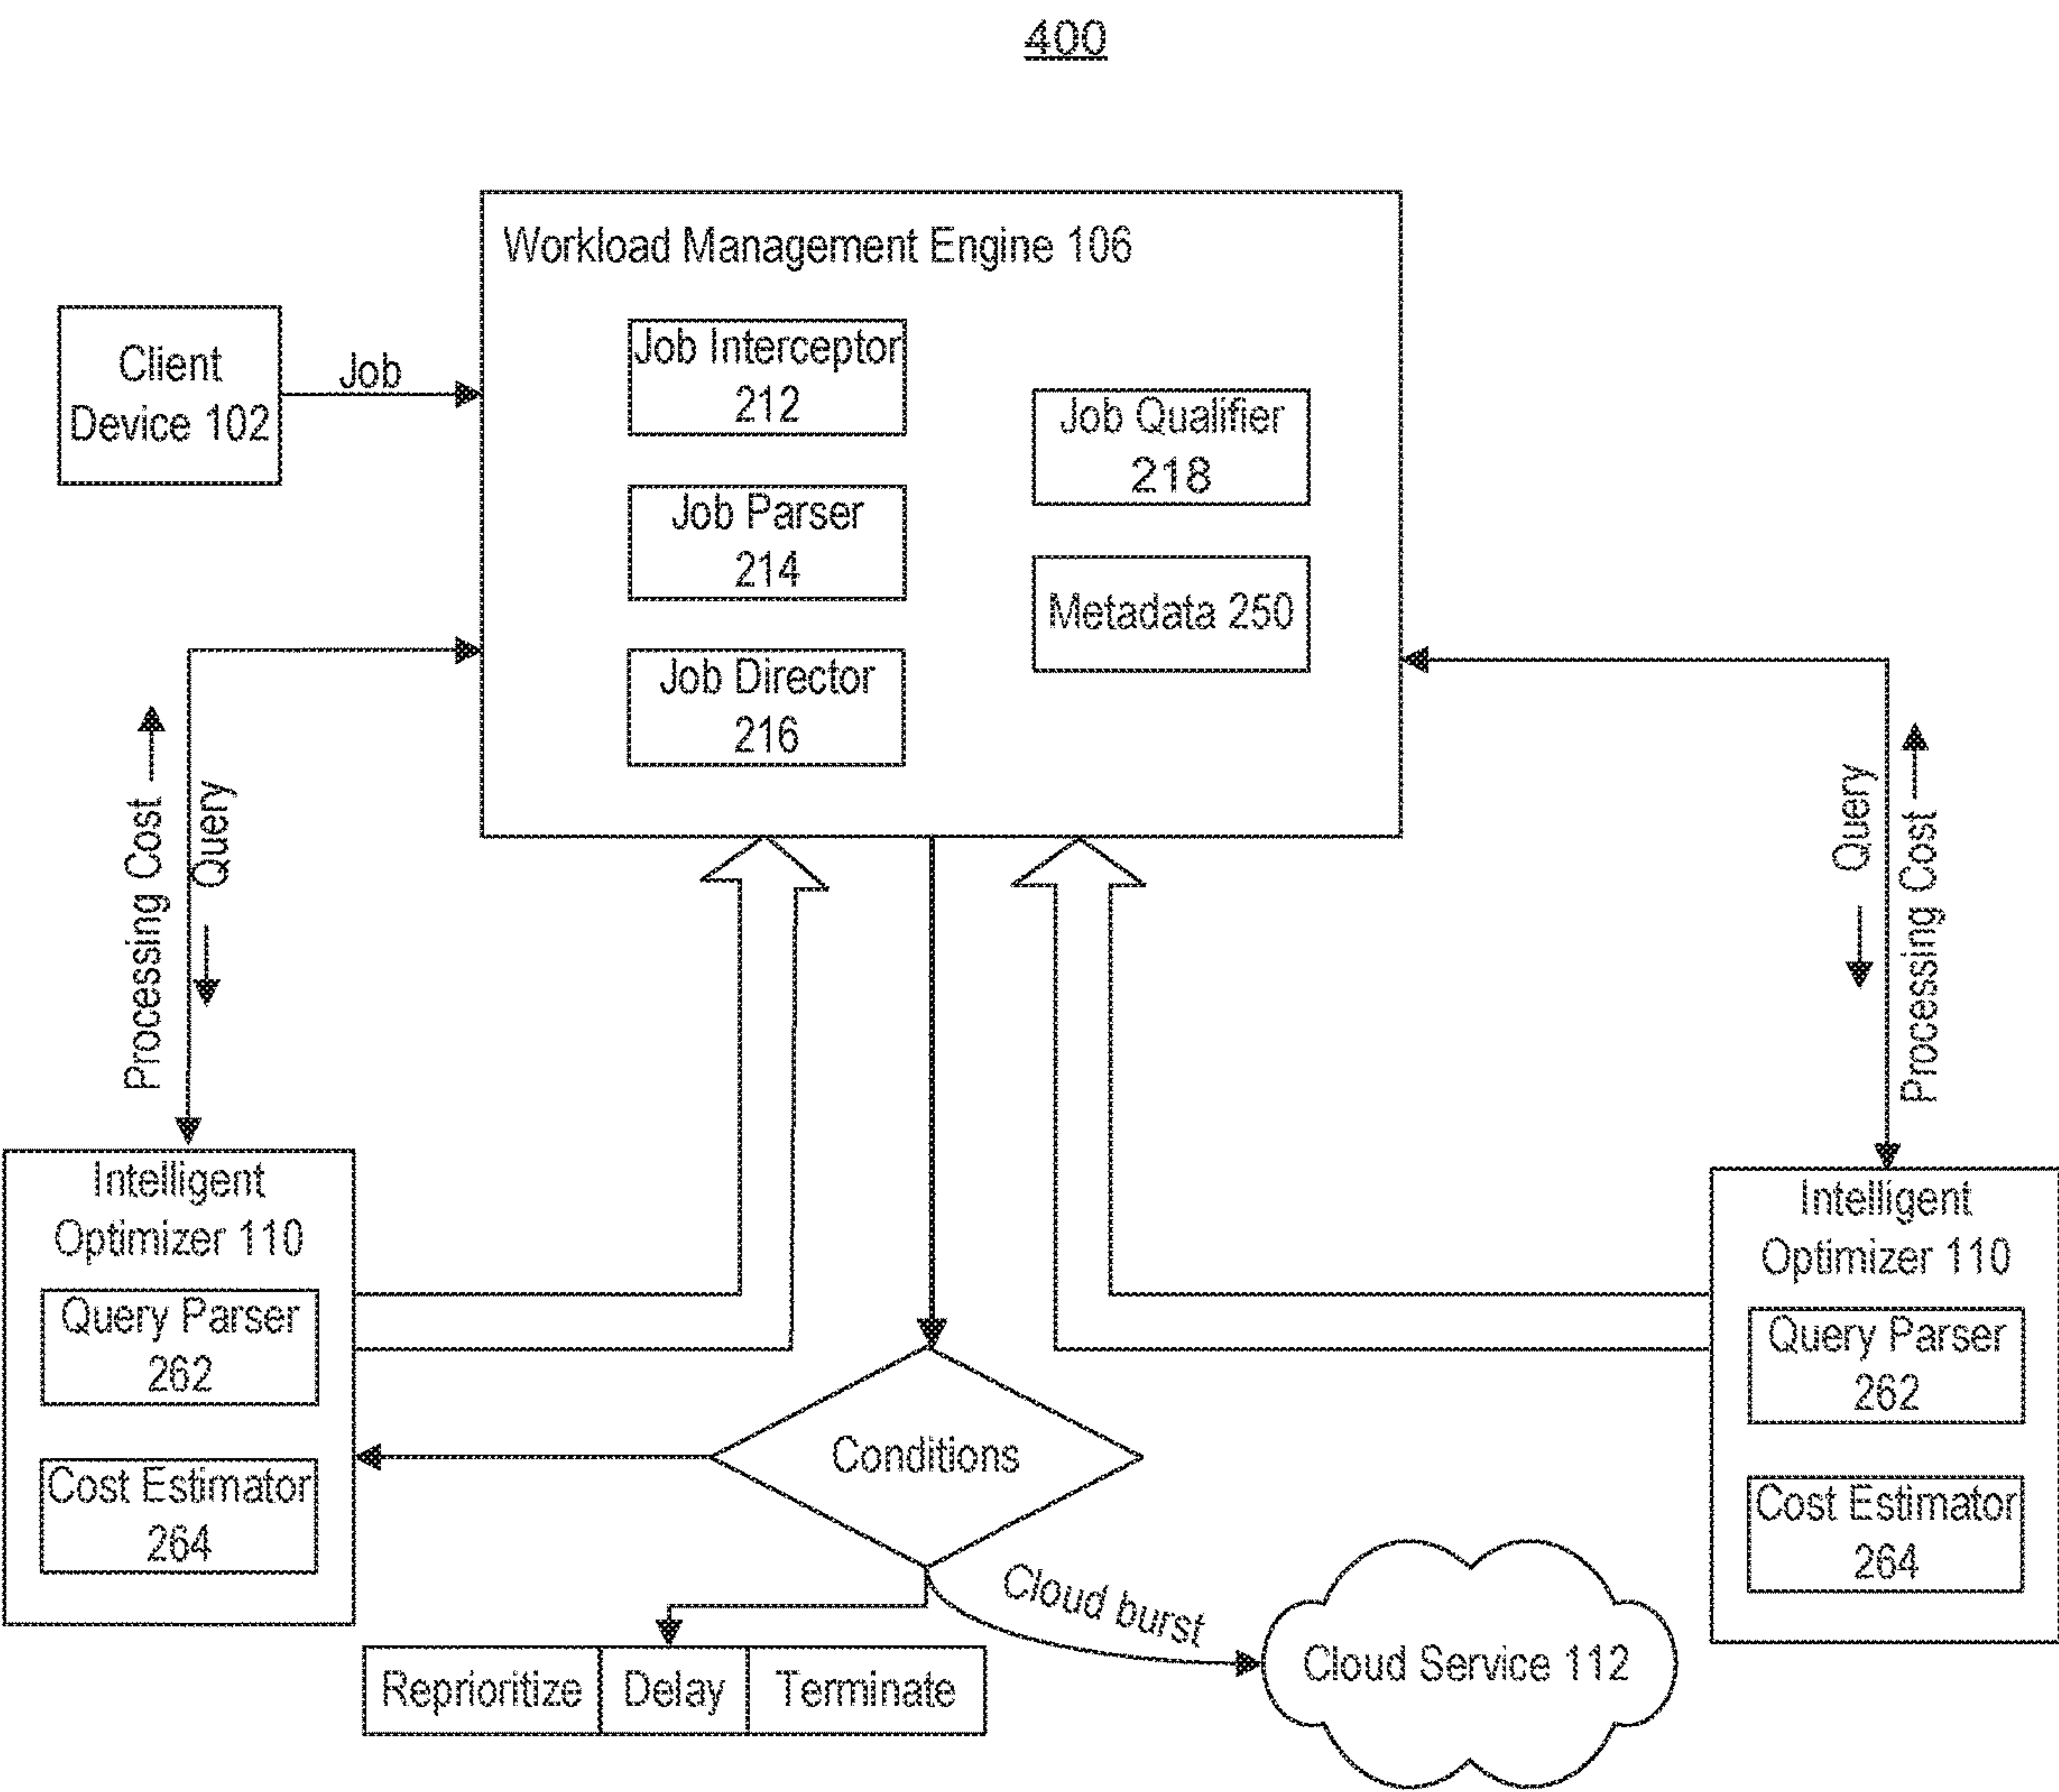 400
Workload Management Engine 106
Client
Device 102
Job
Job Interceptor
212
Job Parser
214
Job Director
216
Job Qualifier
218
Metadata 250
Processing Cost
Query
Query
Processing Cost
Intelligent
Optimizer 110
Query Parser
262
Cost Estimator
264
Conditions
Intelligent
Optimizer 110
Query Parser
262
Cost Estimator
264
Cloud burst
Reprioritize
Delay
Terminate
Cloud Service 112